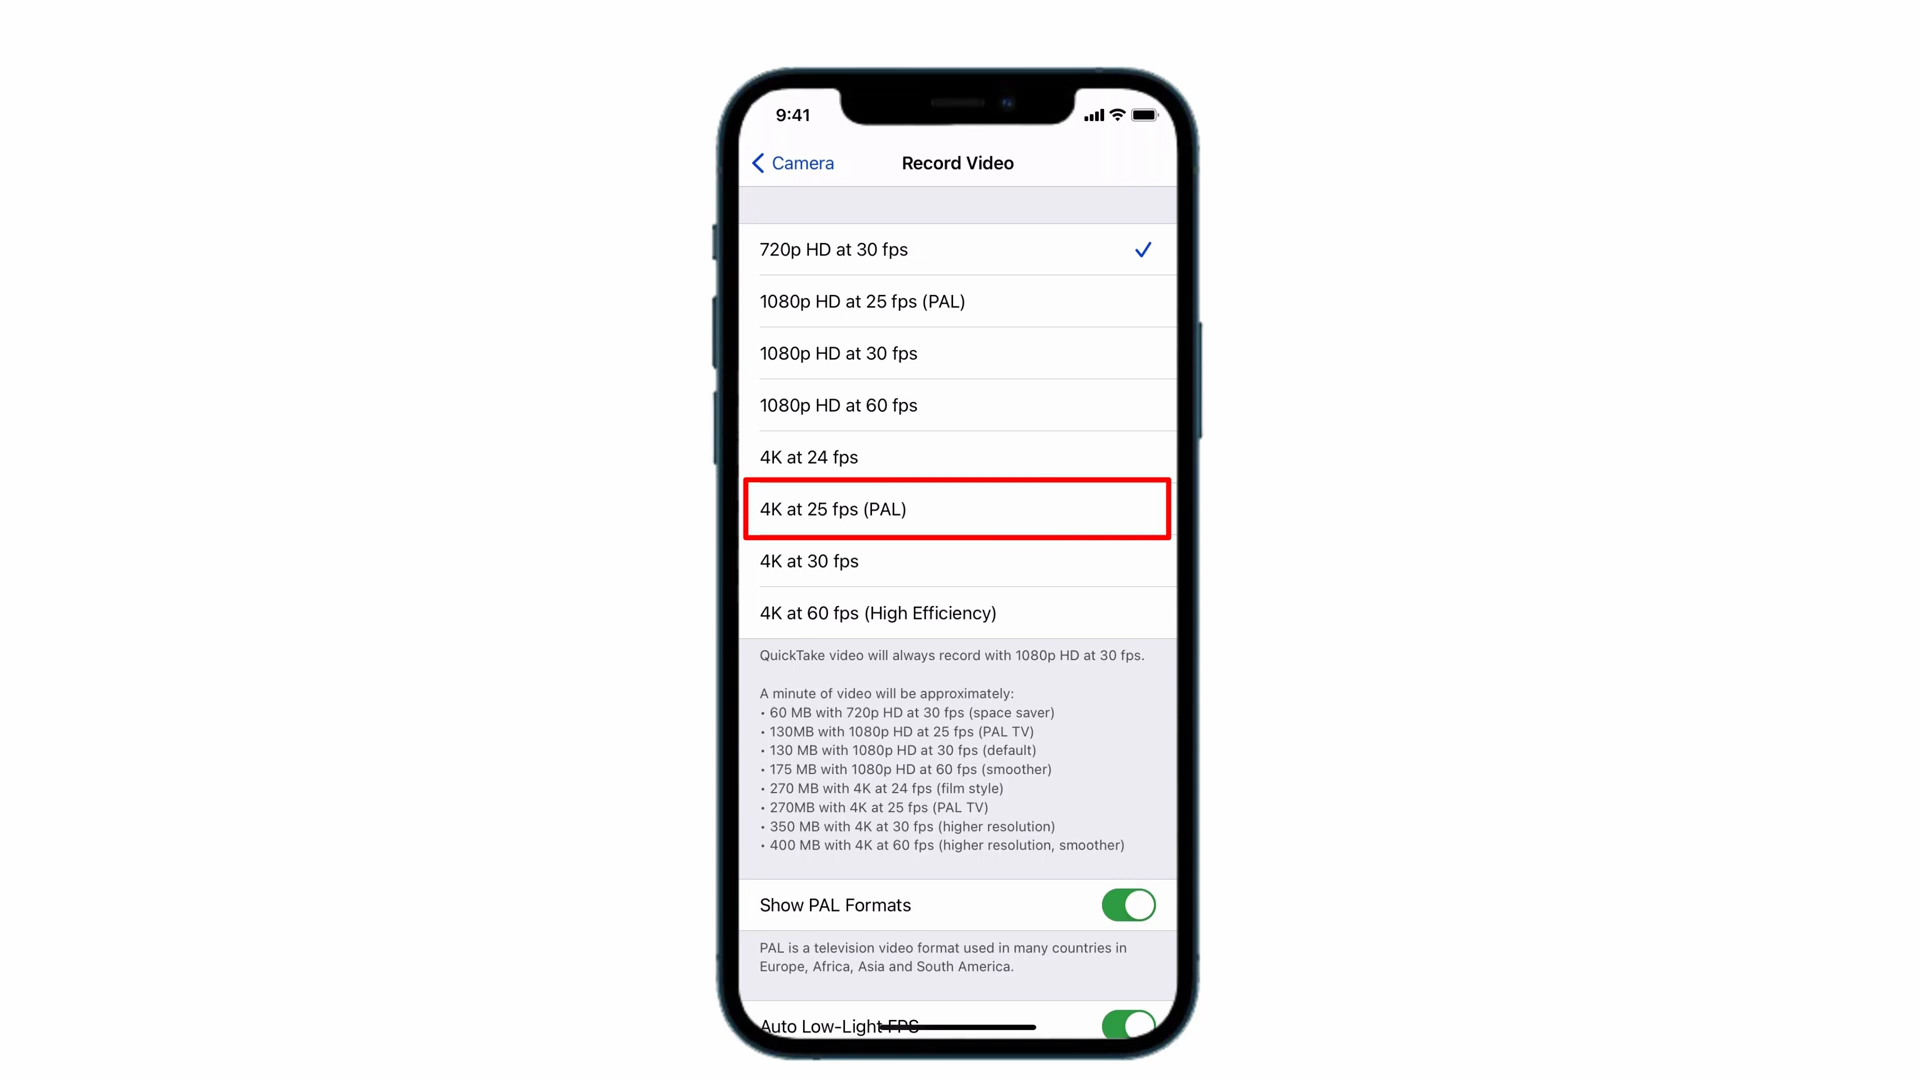 9:41
Camera
Record Video
720p HD at 30 fps
1080p HD at 25 fps (PAL)
1080p HD at 30 fps
1080p HD at 60 fps
4K at 24 fps
4K at 25 fps (PAL)
4K at 30 fps
4K at 60 fps (High Efficiency)
QuickTake video will always record with 1080p HD at 30 fps.
A minute of video will be approximately:
• 60 MB with 720p HD at 30 fps (space saver)
• 130MB with 1080p HD at 25 fps (PAL TV)
• 130 MB with 1080p HD at 30 fps (default)
• 175 MB with 1080p HD at 60 fps (smoother)
• 270 MB with 4K at 24 fps (film style)
• 270MB with 4K at 25 fps (PAL TV)
• 350 MB with 4K at 30 fps (higher resolution)
• 400 MB with 4K at 60 fps (higher resolution, smoother)
Show PAL Formats
PAL is a television video format used in many countries in
Europe, Africa, Asia and South America.
Auto Low-Light FPS